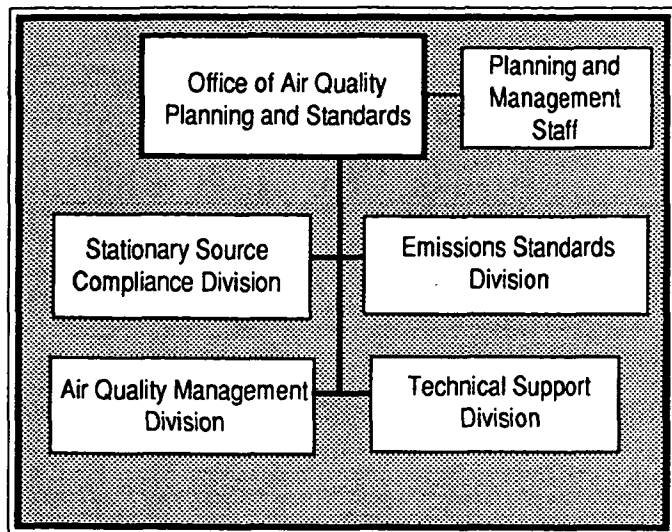 Office of Air Quality
Planning and Standards
Planning and
Management
Staff
Stationary Source
Compliance Division
Emissions Standards
Division
Air Quality Management
Division
Technical Support
Division